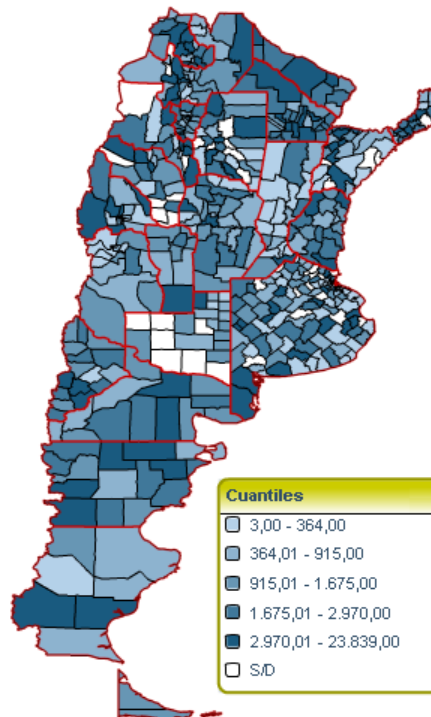 Cuantiles
3,00 - 364,00
364,01 - 915,00
915,01 - 1.675,00
1.675,01 - 2.970,00
2.970,01 - 23.839,00
S/D